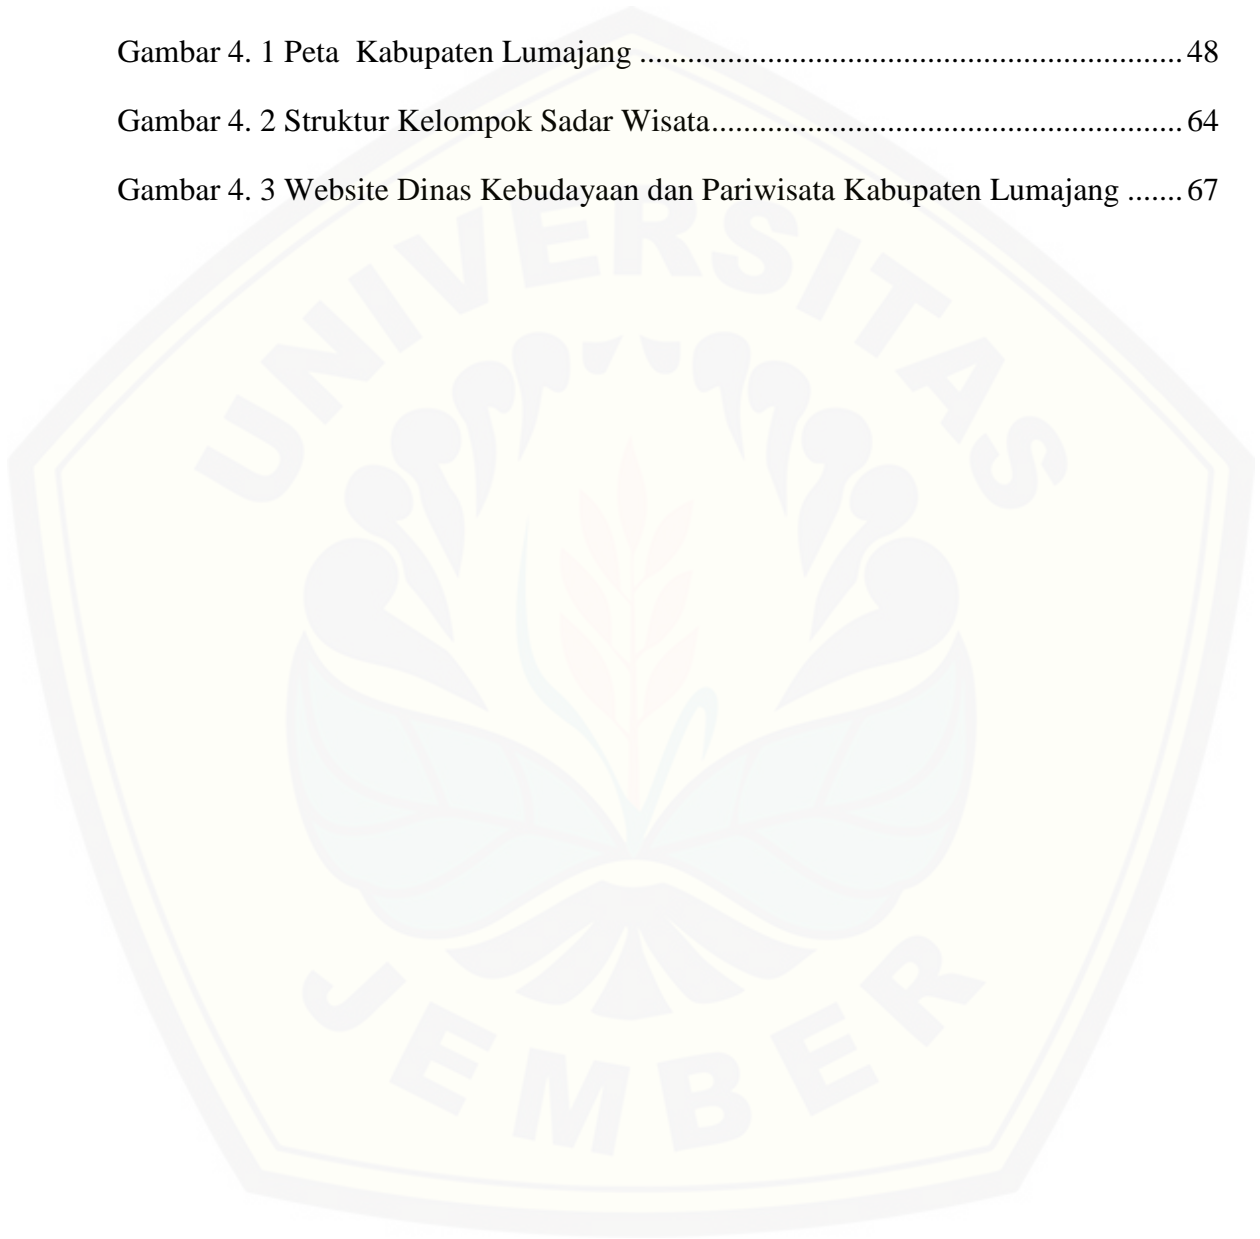 Gambar 4. 1 Peta  Kabupaten Lumajang .................................................................... 48
Gambar 4. 2 Struktur Kelompok Sadar Wisata........................................................... 64
Gambar 4. 3 Website Dinas Kebudayaan dan Pariwisata Kabupaten Lumajang ....... 67
UNIVERSITAS
JEMBER